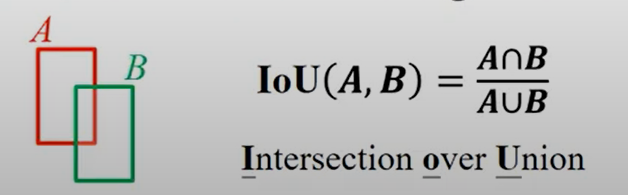 A
B
IoU(A, B) = A∩B / A∪B
Intersection over Union